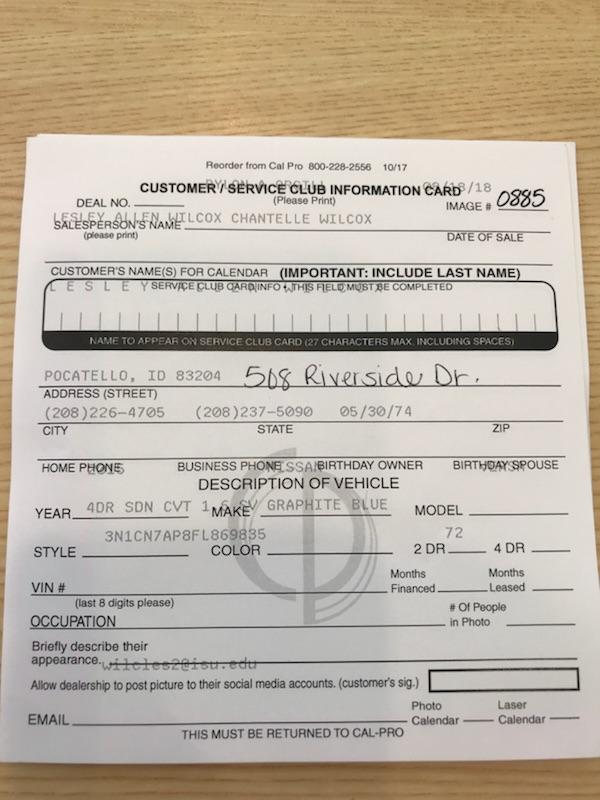 Reorder from Cal Pro 800-228-2556 10/17
09/18/18
CUSTOMER / SERVICE CLUB INFORMATION CARD
(Please Print)
DEAL NO.
IMAGE # 0885
LESLEY ALLEN WILCOX CHANTELLE WILCOX
SALESPERSON'S NAME
(please print)
DATE OF SALE
CUSTOMER'S NAME(S) FOR CALENDAR (IMPORTANT: INCLUDE LAST NAME)
LESLEY ALLEN WILCOX
SERVICE CLUB CARD INFO • THIS FIELD MUST BE COMPLETED
NAME TO APPEAR ON SERVICE CLUB CARD (27 CHARACTERS MAX. INCLUDING SPACES)
POCATELLO, ID 83204 508 Riverside Dr.
ADDRESS (STREET)
(208)226-4705 (208)237-5090 05/30/74
CITY STATE ZIP
2015 NISSAN VERSA
HOME PHONE BUSINESS PHONE BIRTHDAY OWNER BIRTHDAY SPOUSE
DESCRIPTION OF VEHICLE
4DR SDN CVT 1.6 SV GRAPHITE BLUE
YEAR MAKE MODEL
3N1CN7AP8FL869835 72
STYLE COLOR 2 DR. 4 DR
VIN # Months Financed Months Leased
(last 8 digits please)
OCCUPATION # Of People in Photo
Briefly describe their
appearance. wilcles2@isu.edu
Allow dealership to post picture to their social media accounts. (customer's sig.)
EMAIL Photo Calendar Laser Calendar
THIS MUST BE RETURNED TO CAL-PRO